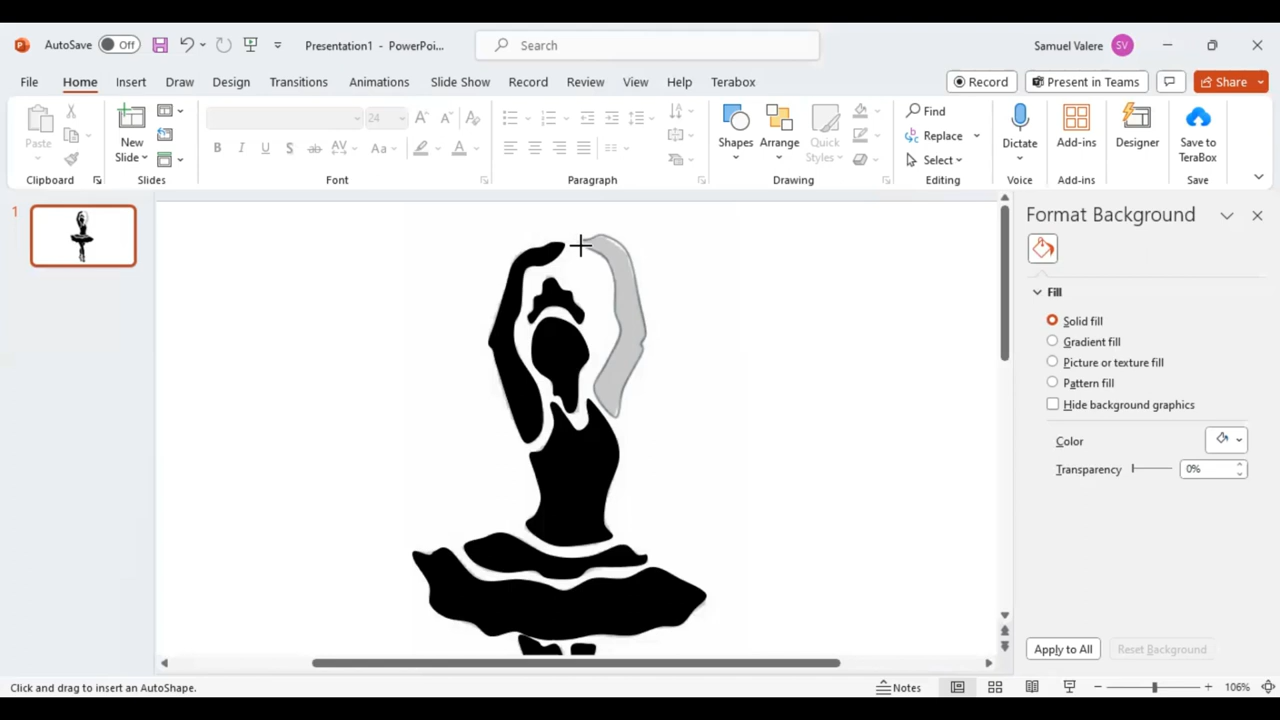 AutoSave Off Presentation1 - PowerPoi... Search Samuel Valere SV
File Home Insert Draw Design Transitions Animations Slide Show Record Review View Help Terabox Record Present in Teams Share
Paste New Slide 24 Shapes Arrange Quick Styles Find Replace Select Dictate Add-ins Designer Save to TeraBox
B I U S ab AV Aa A
Clipboard Slides Font Paragraph Drawing Editing Voice Add-ins Save
1
Format Background
Fill
Solid fill
Gradient fill
Picture or texture fill
Pattern fill
Hide background graphics
Color
Transparency 0%
Apply to All Reset Background
Click and drag to insert an AutoShape. Notes 106%